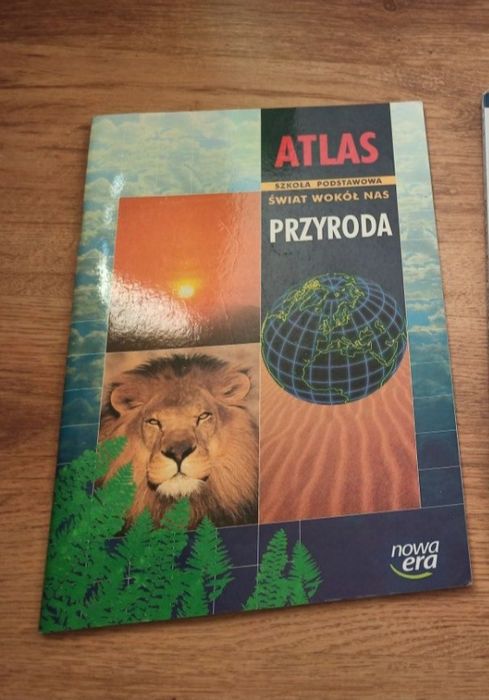 ATLAS
SZKOŁA PODSTAWOWA
ŚWIAT WOKÓŁ NAS
PRZYRODA
nowa
era